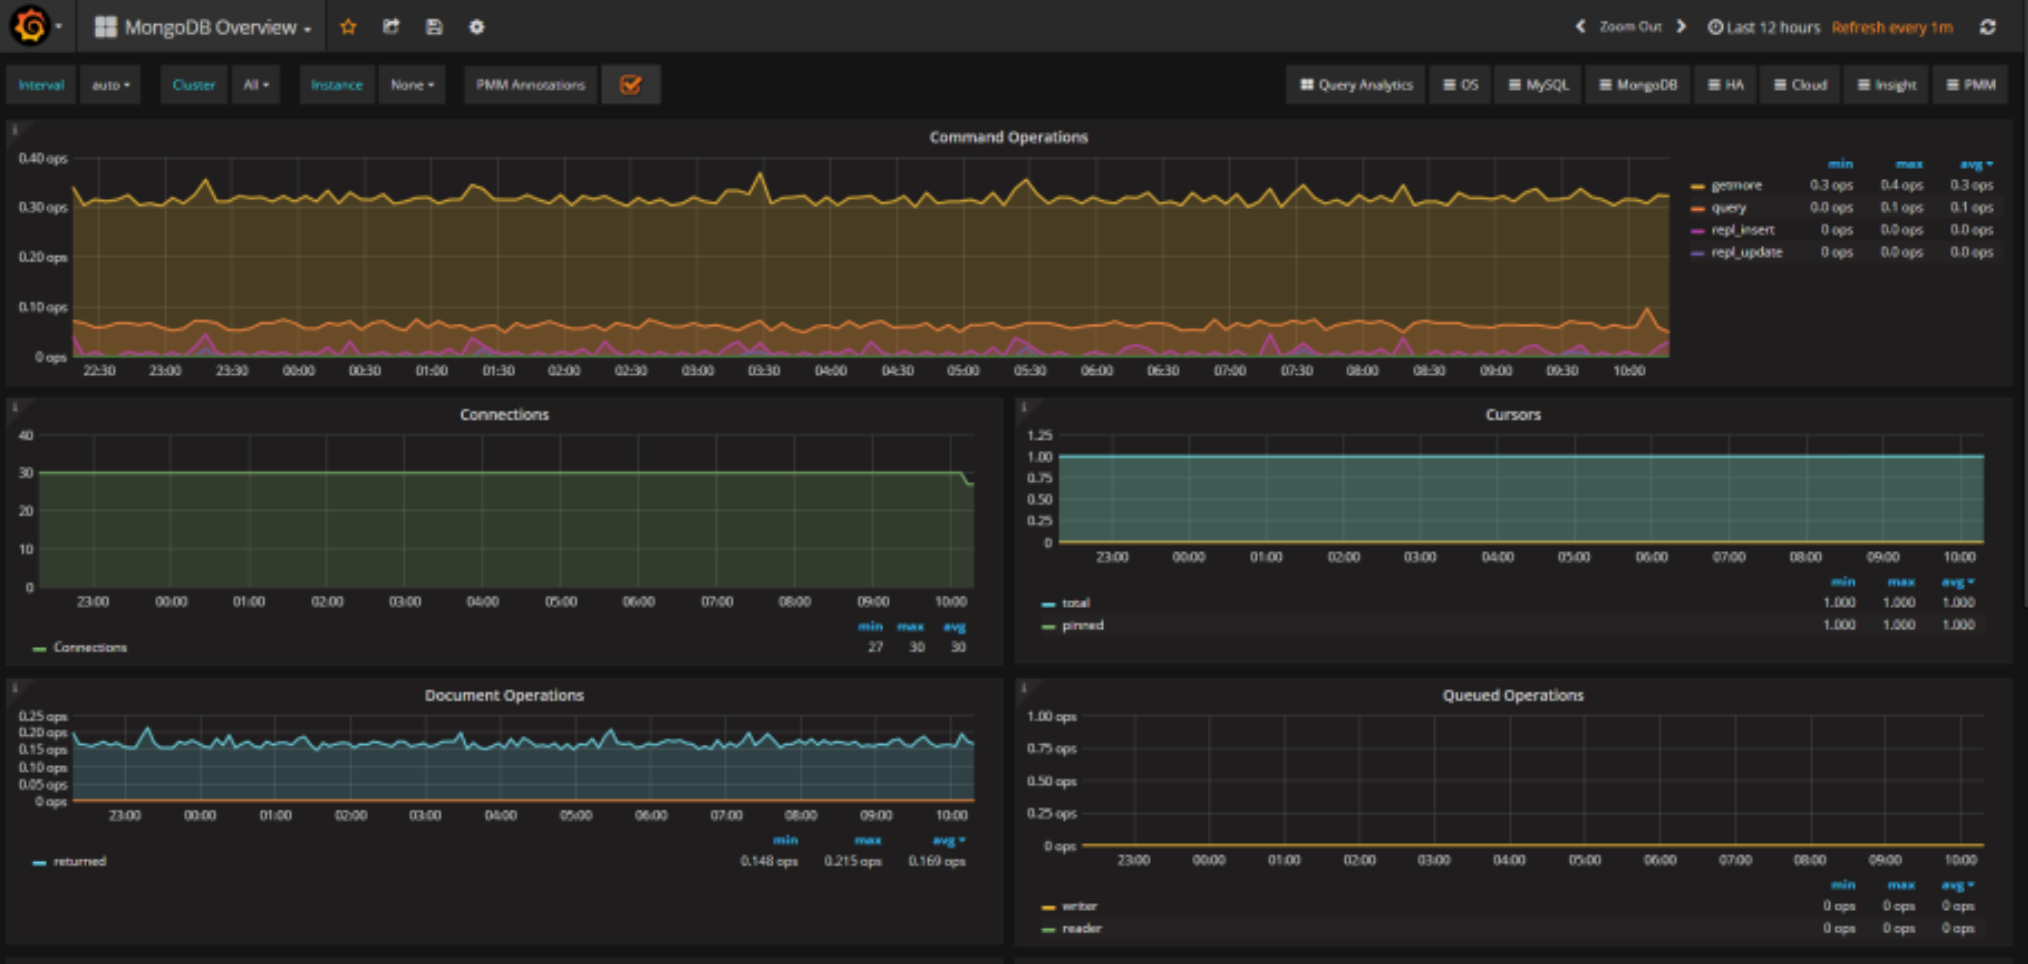 MongoDB Overview
Zoom Out Last 12 hours Refresh every 1m
Interval auto Cluster All Instance None PMM Annotations Query Analytics OS MySQL MongoDB HA Cloud Insight PMM
Command Operations
0.40 ops
0.30 ops
0.20 ops
0.10 ops
0 ops
22:30 23:00 23:30 00:00 00:30 01:00 01:30 02:00 02:30 03:00 03:30 04:00 04:30 05:00 05:30 06:00 06:30 07:00 07:30 08:00 08:30 09:00 09:30 10:00
min max avg
getmore 0.3 ops 0.4 ops 0.3 ops
query 0.0 ops 0.1 ops 0.1 ops
repl_insert 0 ops 0.0 ops 0.0 ops
repl_update 0 ops 0.0 ops 0.0 ops
Connections
40
30
20
10
0
23:00 00:00 01:00 02:00 03:00 04:00 05:00 06:00 07:00 08:00 09:00 10:00
min max avg
Connections 27 30 30
Cursors
1.25
1.00
0.75
0.50
0.25
0
23:00 00:00 01:00 02:00 03:00 04:00 05:00 06:00 07:00 08:00 09:00 10:00
min max avg
total 1.000 1.000 1.000
pinned 1.000 1.000 1.000
Document Operations
0.25 ops
0.20 ops
0.15 ops
0.10 ops
0.05 ops
0 ops
23:00 00:00 01:00 02:00 03:00 04:00 05:00 06:00 07:00 08:00 09:00 10:00
min max avg
returned 0.148 ops 0.215 ops 0.169 ops
Queued Operations
1.00 ops
0.75 ops
0.50 ops
0.25 ops
0 ops
23:00 00:00 01:00 02:00 03:00 04:00 05:00 06:00 07:00 08:00 09:00 10:00
min max avg
writer 0 ops 0 ops 0 ops
reader 0 ops 0 ops 0 ops